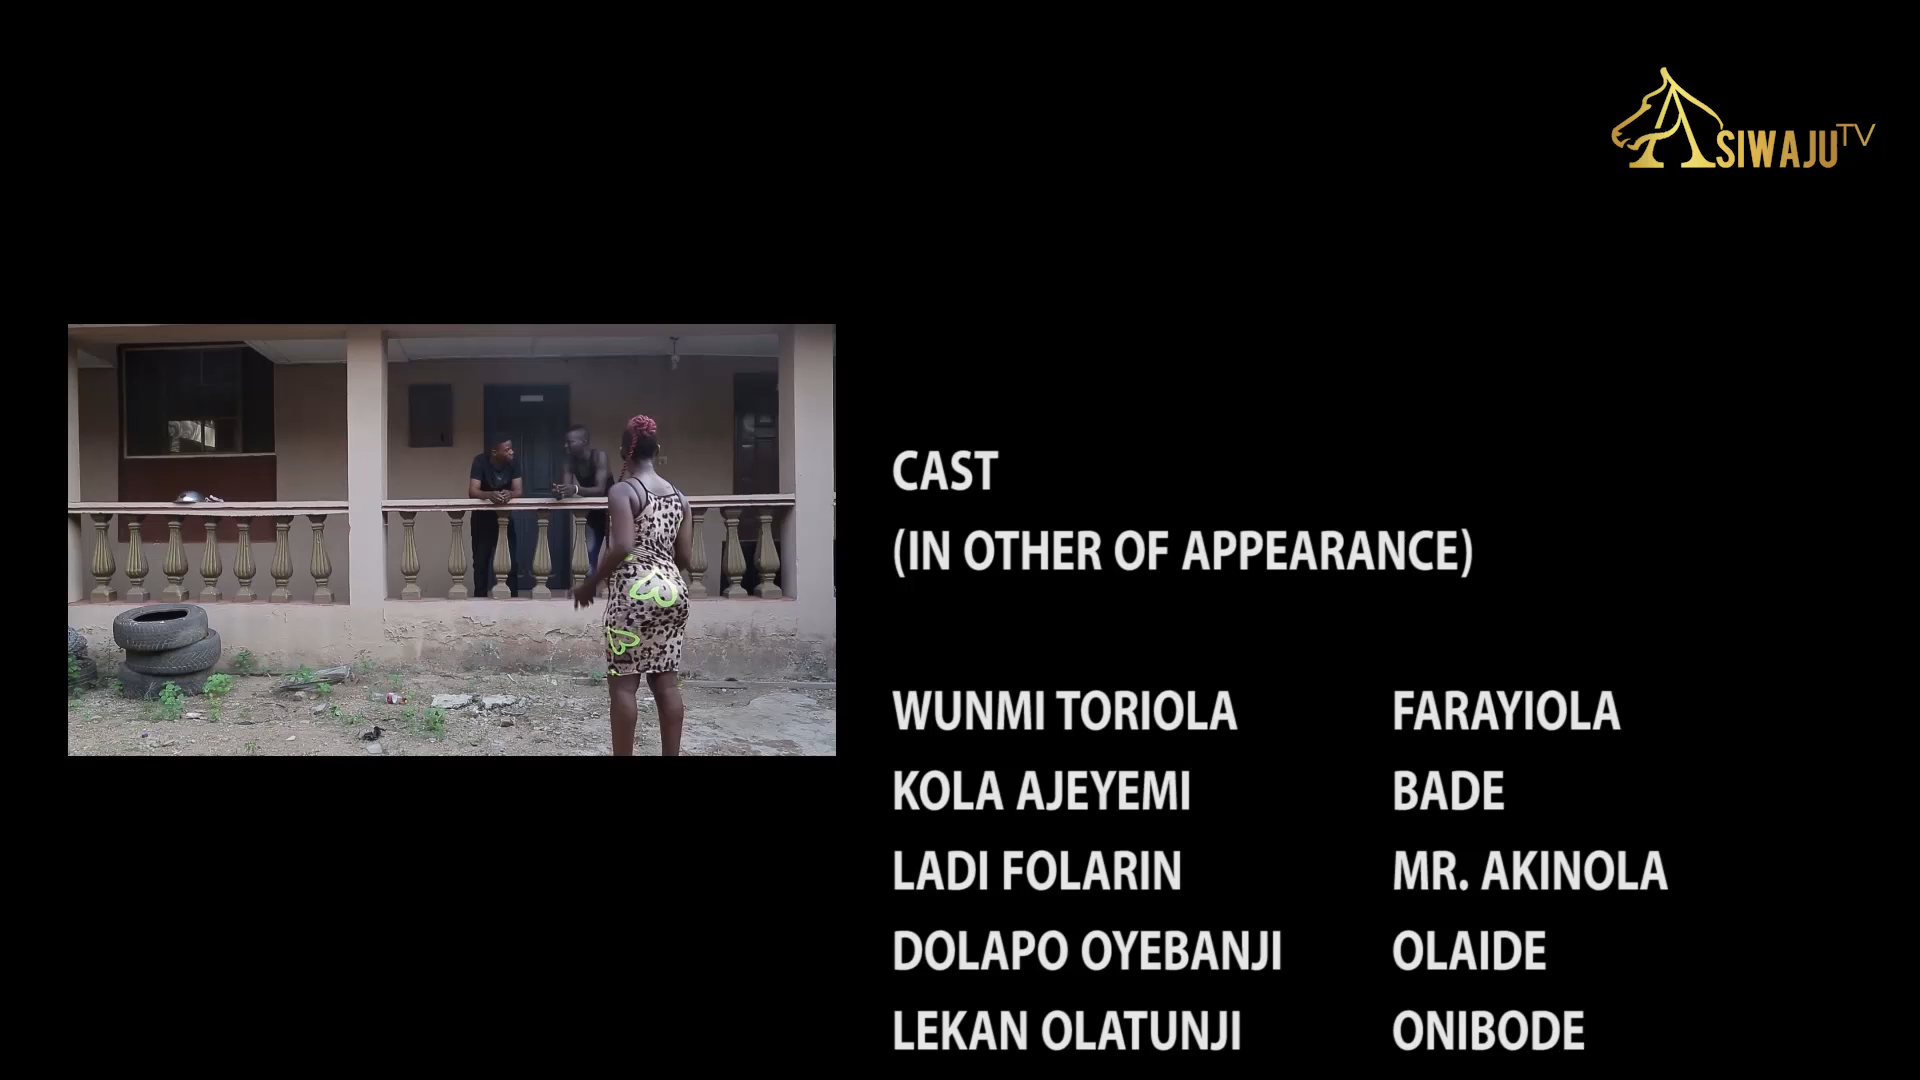 ASIWAJU TV
CAST
(IN OTHER OF APPEARANCE)
WUNMI TORIOLA FARAYIOLA
KOLA AJEYEMI BADE
LADI FOLARIN MR. AKINOLA
DOLAPO OYEBANJI OLAIDE
LEKAN OLATUNJI ONIBODE